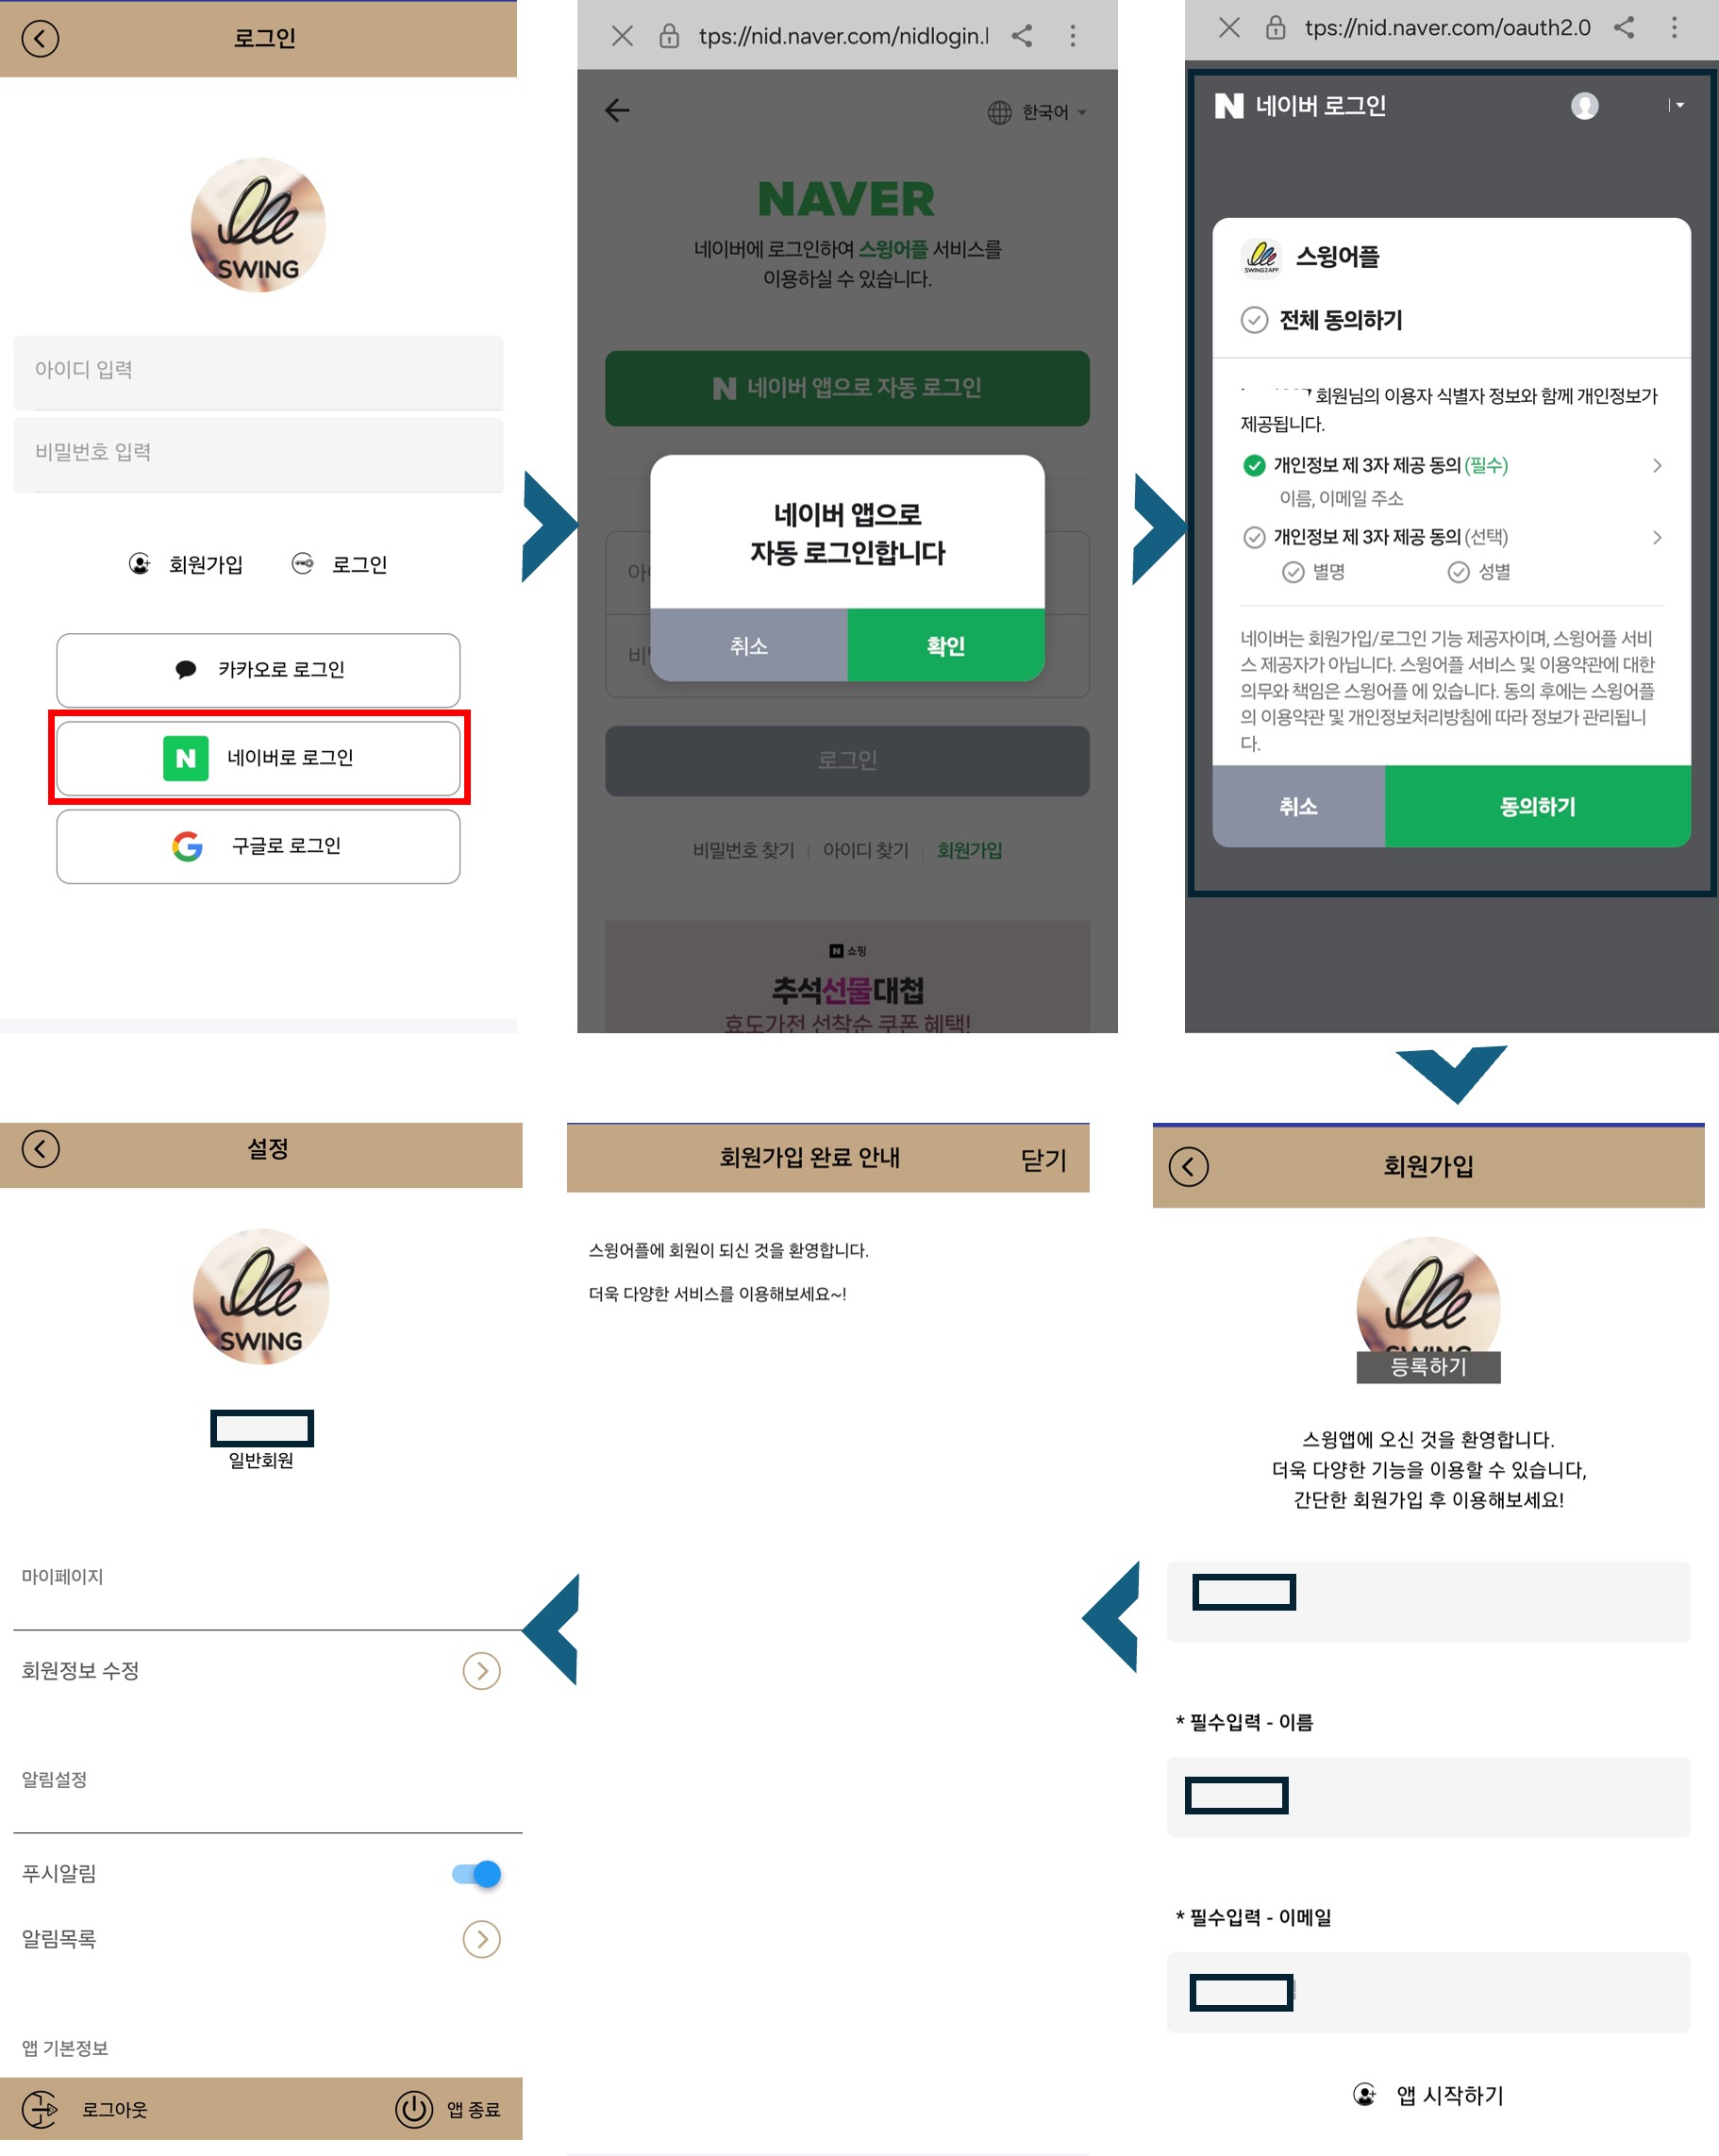 로그인
SWING
아이디 입력
비밀번호 입력
회원가입
로그인
카카오로 로그인
N 네이버로 로그인
구글로 로그인
tps://nid.naver.com/nidlogin.l
한국어
NAVER
네이버에 로그인하여 스윙어플 서비스를
이용하실 수 있습니다.
N 네이버 앱으로 자동 로그인
네이버 앱으로
자동 로그인합니다
취소
확인
로그인
비밀번호 찾기
아이디 찾기
회원가입
N 쇼핑
추석선물대첩
효도가전 선착순 쿠폰 혜택!
tps://nid.naver.com/oauth2.0
N 네이버 로그인
SWING2APP
스윙어플
전체 동의하기
회원님의 이용자 식별자 정보와 함께 개인정보가
제공됩니다.
개인정보 제 3자 제공 동의 (필수)
이름, 이메일 주소
개인정보 제 3자 제공 동의 (선택)
별명
성별
네이버는 회원가입/로그인 기능 제공자이며, 스윙어플 서비
스 제공자가 아닙니다. 스윙어플 서비스 및 이용약관에 대한
의무와 책임은 스윙어플 에 있습니다. 동의 후에는 스윙어플
의 이용약관 및 개인정보처리방침에 따라 정보가 관리됩니
다.
취소
동의하기
회원가입
SWING
등록하기
스윙앱에 오신 것을 환영합니다.
더욱 다양한 기능을 이용할 수 있습니다,
간단한 회원가입 후 이용해보세요!
* 필수입력 - 이름
* 필수입력 - 이메일
앱 시작하기
회원가입 완료 안내
닫기
스윙어플에 회원이 되신 것을 환영합니다.
더욱 다양한 서비스를 이용해보세요~!
설정
SWING
일반회원
마이페이지
회원정보 수정
알림설정
푸시알림
알림목록
앱 기본정보
로그아웃
앱 종료